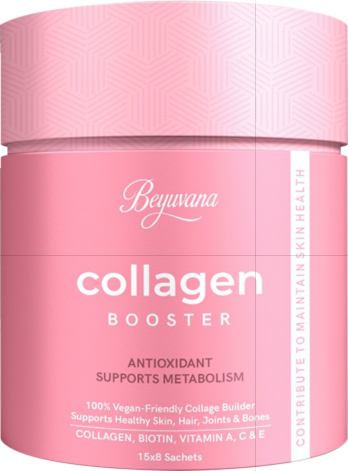 Beyuvana
collagen
BOOSTER
ANTIOXIDANT
SUPPORTS METABOLISM
100% Vegan-Friendly Collage Builder
Supports Healthy Skin, Hair, Joints & Bones
COLLAGEN, BIOTIN, VITAMIN A, C & E
15x8 Sachets
CONTRIBUTE TO MAINTAIN SKIN HEALTH